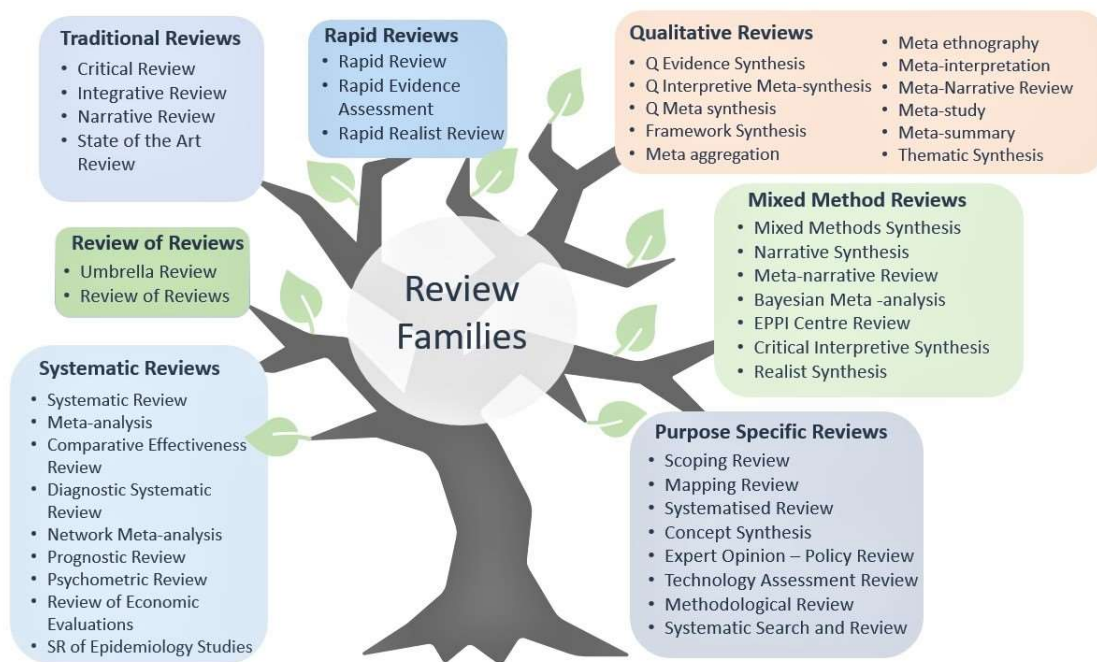 Traditional Reviews
• Critical Review
• Integrative Review
• Narrative Review
• State of the Art
Review
Rapid Reviews
• Rapid Review
• Rapid Evidence
Assessment
• Rapid Realist Review
Qualitative Reviews
• Q Evidence Synthesis
• Q Interpretive Meta-synthesis
• Q Meta synthesis
• Framework Synthesis
• Meta aggregation
• Meta ethnography
• Meta-interpretation
• Meta-Narrative Review
• Meta-study
• Meta-summary
• Thematic Synthesis
Review of Reviews
• Umbrella Review
• Review of Reviews
Review
Families
Mixed Method Reviews
• Mixed Methods Synthesis
• Narrative Synthesis
• Meta-narrative Review
• Bayesian Meta -analysis
• EPPI Centre Review
• Critical Interpretive Synthesis
• Realist Synthesis
Systematic Reviews
• Systematic Review
• Meta-analysis
• Comparative Effectiveness
Review
• Diagnostic Systematic
Review
• Network Meta-analysis
• Prognostic Review
• Psychometric Review
• Review of Economic
Evaluations
• SR of Epidemiology Studies
Purpose Specific Reviews
• Scoping Review
• Mapping Review
• Systematised Review
• Concept Synthesis
• Expert Opinion – Policy Review
• Technology Assessment Review
• Methodological Review
• Systematic Search and Review